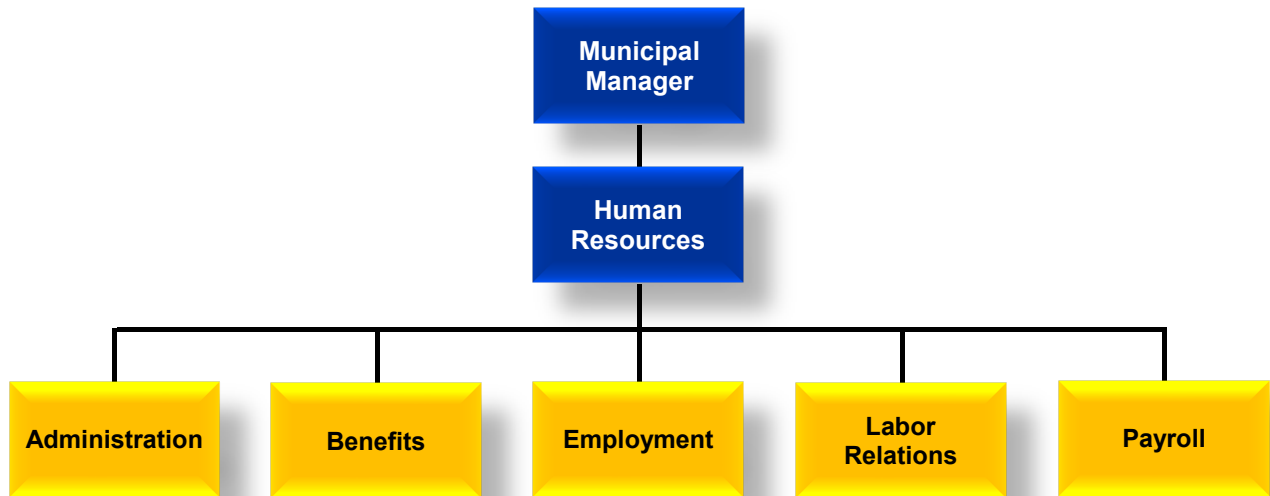 Municipal
Manager
Human
Resources
Administration
Benefits
Employment
Labor
Relations
Payroll